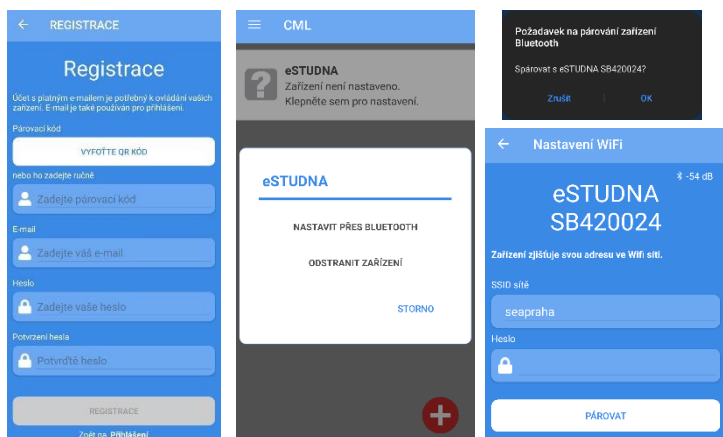 REGISTRACE
Registrace
Účet s platným e-mailem je potřebný k ovládání vašich
zařízení. E-mail je také používán pro přihlášení.
Párovací kód
VYFOŤTE QR KÓD
nebo ho zadejte ručně
Zadejte párovací kód
E-mail
Zadejte váš e-mail
Heslo
Zadejte vaše heslo
Potvrzení hesla
Potvrďtě heslo
REGISTRACE
Zpět na Přihlášení
CML
eSTUDNA
Zařízení není nastaveno.
Klepněte sem pro nastavení.
eSTUDNA
NASTAVIT PŘES BLUETOOTH
ODSTRANIT ZAŘÍZENÍ
STORNO
Požadavek na párování zařízení
Bluetooth
Spárovat s eSTUDNA SB420024?
Zrušit
OK
Nastavení WiFi
-54 dB
eSTUDNA
SB420024
Zařízení zjišťuje svou adresu ve Wifi síti.
SSID sítě
seapraha
Heslo
PÁROVAT